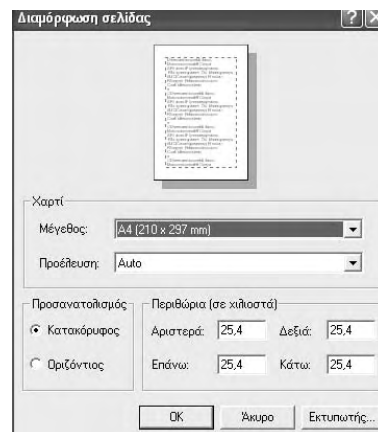 Διαμόρφωση σελίδας
Χαρτί
Μέγεθος: A4 (210 x 297 mm)
Προέλευση: Auto
Προσανατολισμός
Κατακόρυφος
Οριζόντιος
Περιθώρια (σε χιλιοστά)
Αριστερά: 25,4 Δεξιά: 25,4
Επάνω: 25,4 Κάτω: 25,4
OK Άκυρο Εκτυπωτής...